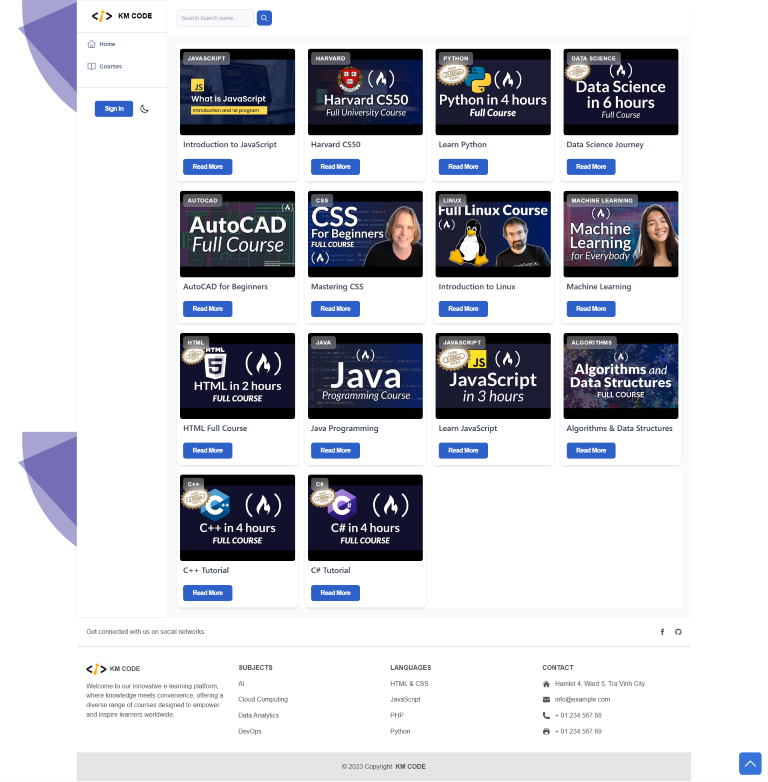 </> KM CODE
Search branch name...
Home
Courses
Sign in
JAVASCRIPT
JS
What is JavaScript
Introduction and 1st program
Introduction to JavaScript
Read More
HARVARD
Harvard CS50
Full University Course
Harvard CS50
Read More
PYTHON
Python in 4 hours
Full Course
Learn Python
Read More
DATA SCIENCE
Data Science
in 6 hours
Full Course
Data Science Journey
Read More
AUTOCAD
AutoCAD
Full Course
AutoCAD for Beginners
Read More
CSS
CSS
For Beginners
FULL COURSE
Mastering CSS
Read More
LINUX
Full Linux Course
Introduction to Linux
Read More
MACHINE LEARNING
Machine
Learning
for Everybody
Machine Learning
Read More
HTML
HTML
5
HTML in 2 hours
FULL COURSE
HTML Full Course
Read More
JAVA
Java
Programming Course
Java Programming
Read More
JAVASCRIPT
JS
JavaScript
in 3 hours
Learn JavaScript
Read More
ALGORITHMS
Algorithms and
Data Structures
FULL COURSE
Algorithms & Data Structures
Read More
C++
C++ in 4 hours
FULL COURSE
C++ Tutorial
Read More
C#
C# in 4 hours
FULL COURSE
C# Tutorial
Read More
Get connected with us on social networks:
</> KM CODE
Welcome to our innovative e-learning platform,
where knowledge meets convenience, offering a
diverse range of courses designed to empower
and inspire learners worldwide.
SUBJECTS
AI
Cloud Computing
Data Analytics
DevOps
LANGUAGES
HTML & CSS
JavaScript
PHP
Python
CONTACT
Hamlet 4, Ward 5, Tra Vinh City.
info@example.com
+ 01 234 567 88
+ 01 234 567 89
© 2023 Copyright: KM CODE